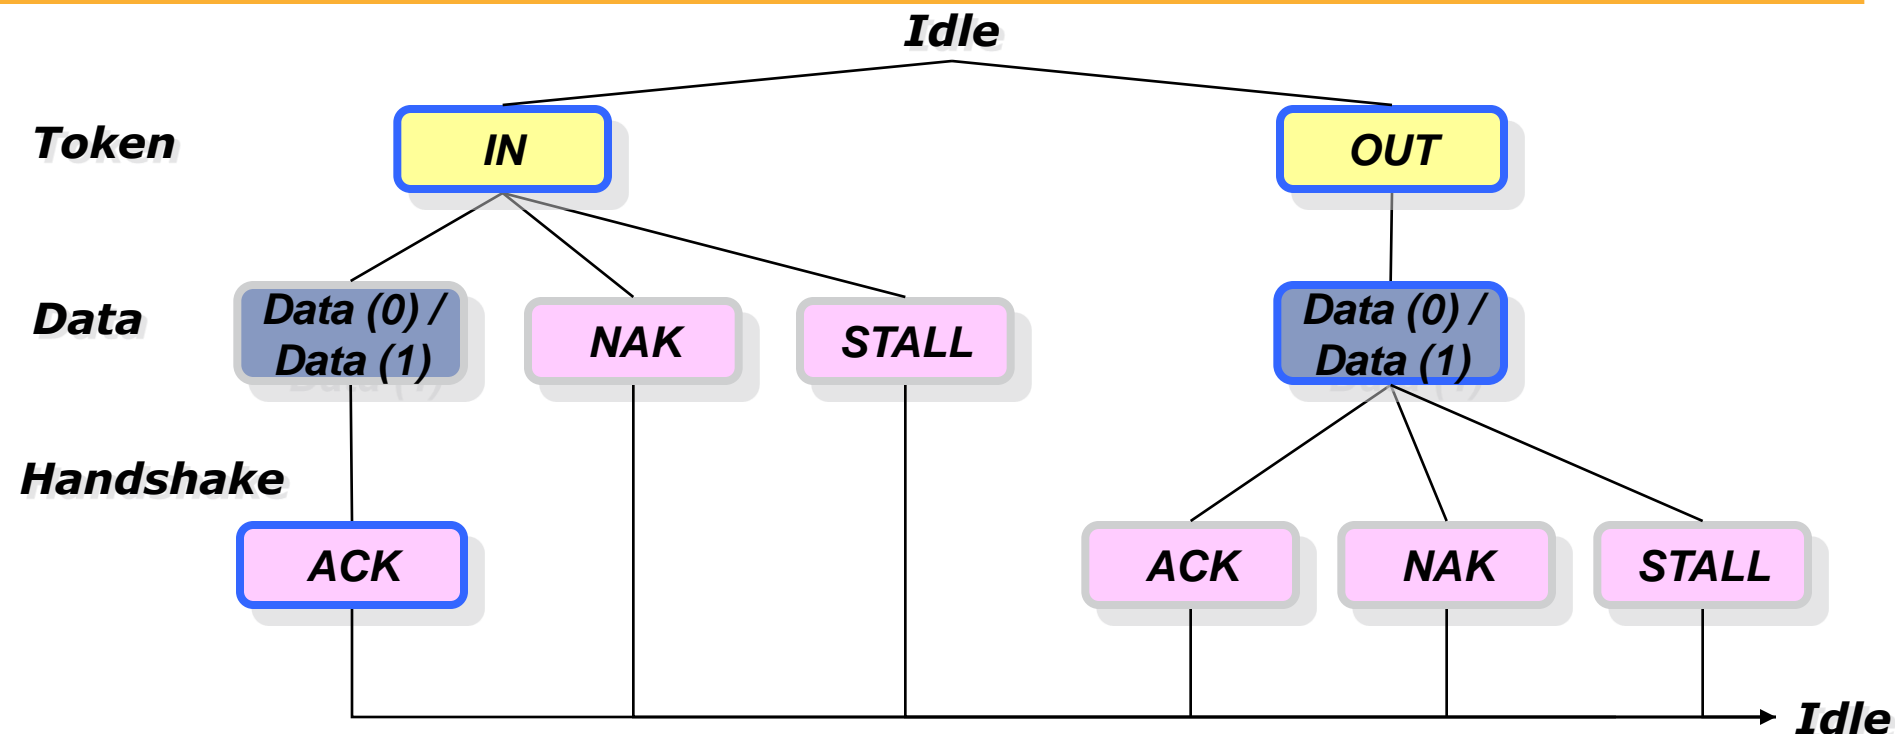 Idle
Token
IN
OUT
Data
Data (0) /
Data (1)
NAK
STALL
Data (0) /
Data (1)
Handshake
ACK
ACK
NAK
STALL
Idle